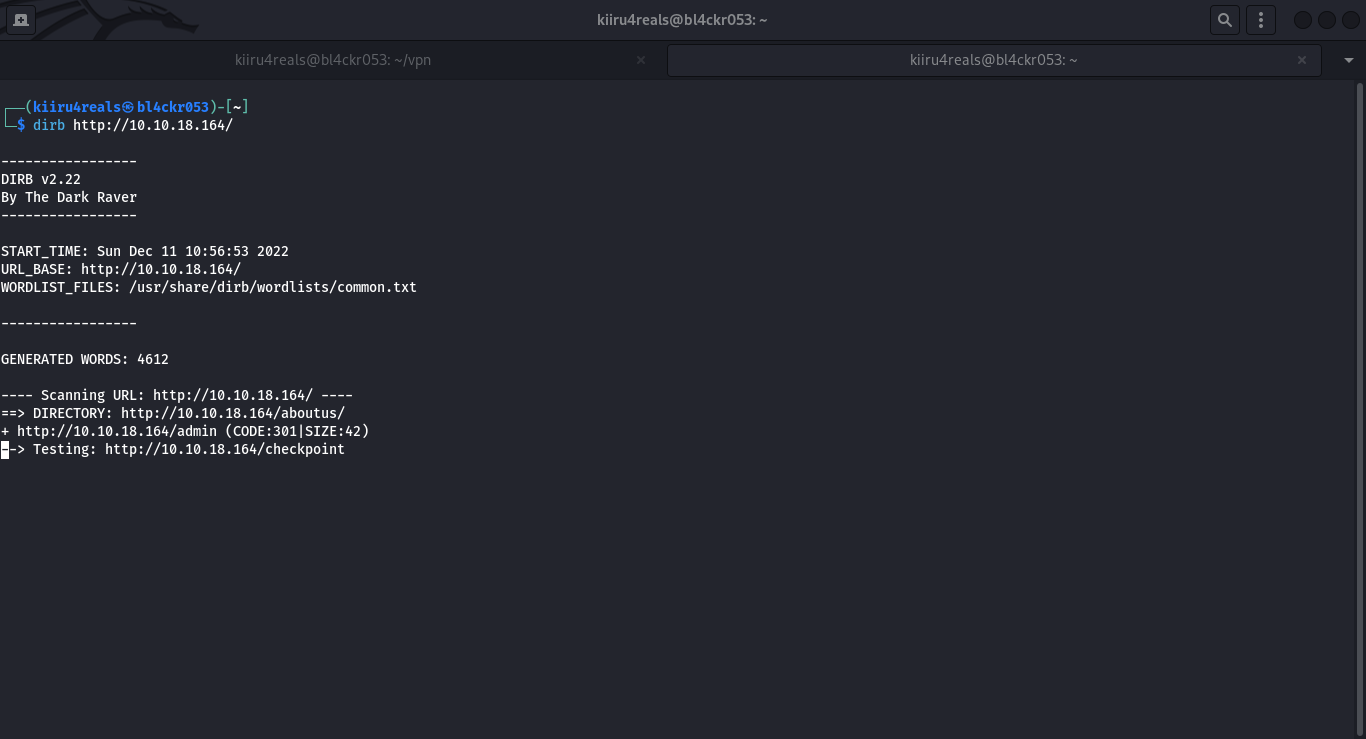 kiiru4reals@bl4ckr053: ~
kiiru4reals@bl4ckr053: ~/vpn
kiiru4reals@bl4ckr053: ~
┌──(kiiru4reals㉿bl4ckr053)-[~]
└─$ dirb http://10.10.18.164/
-----------------
DIRB v2.22
By The Dark Raver
-----------------
START_TIME: Sun Dec 11 10:56:53 2022
URL_BASE: http://10.10.18.164/
WORDLIST_FILES: /usr/share/dirb/wordlists/common.txt
-----------------
GENERATED WORDS: 4612
---- Scanning URL: http://10.10.18.164/ ----
==> DIRECTORY: http://10.10.18.164/aboutus/
+ http://10.10.18.164/admin (CODE:301|SIZE:42)
--> Testing: http://10.10.18.164/checkpoint